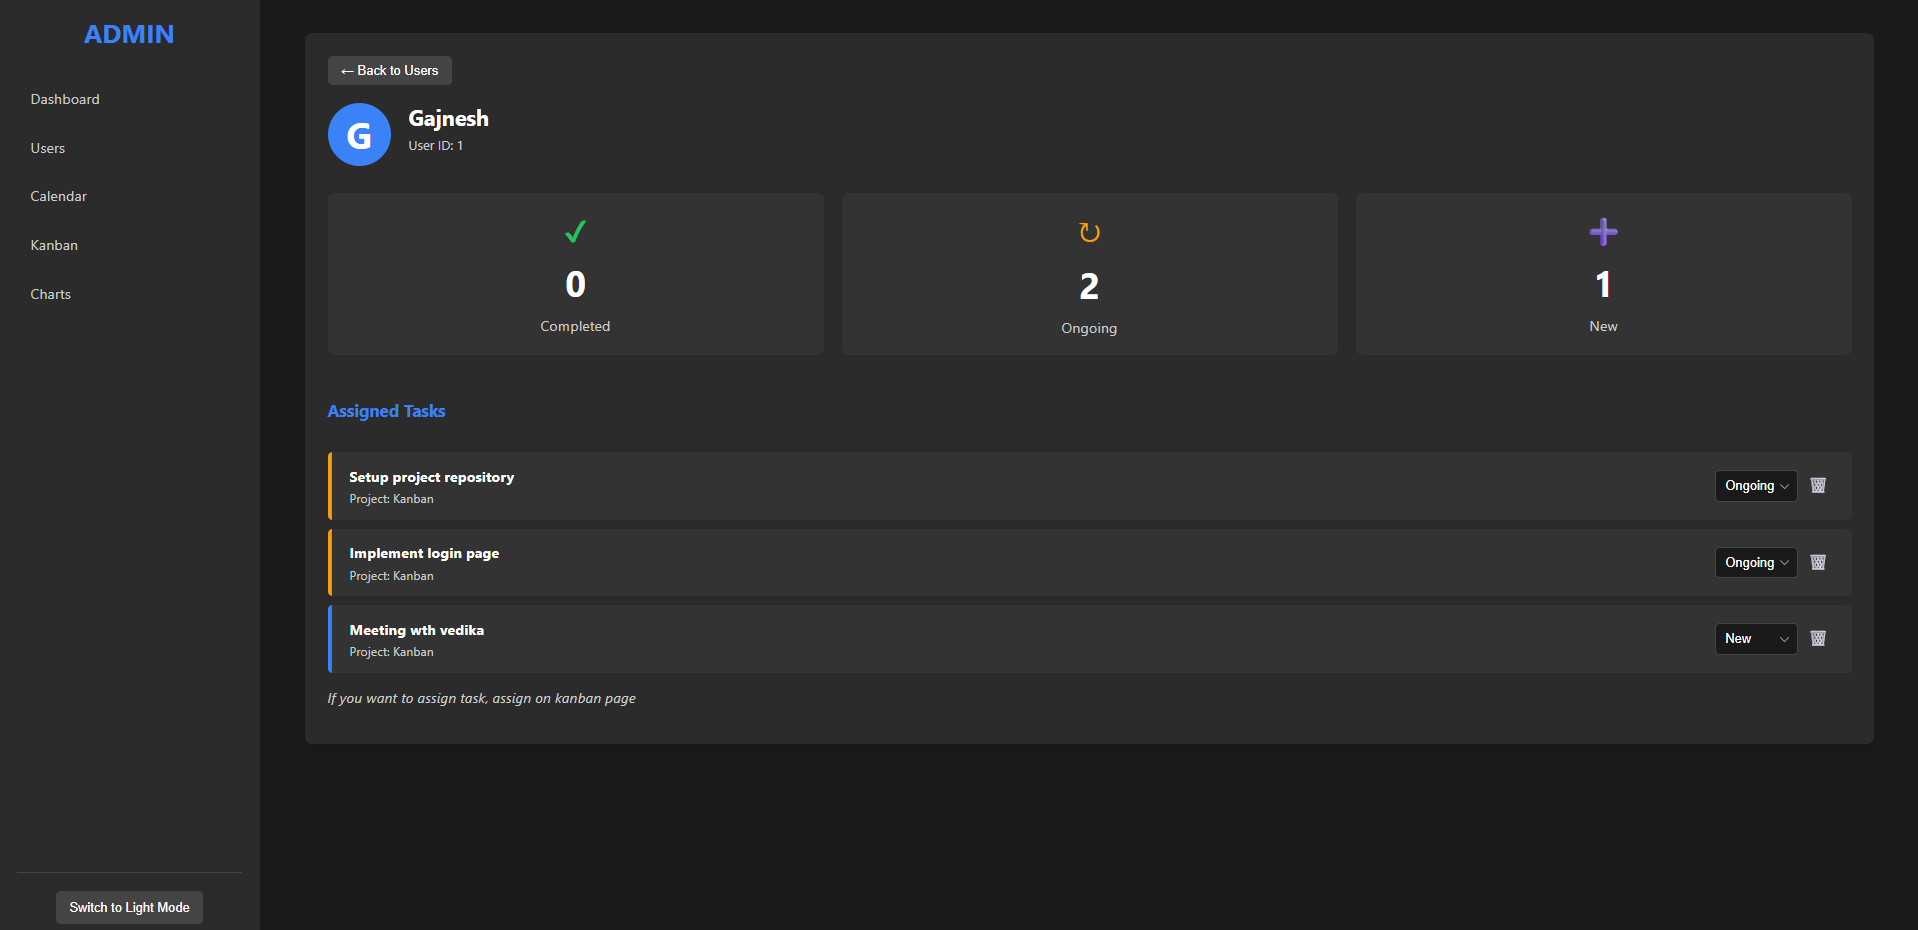 ADMIN
Dashboard
Users
Calendar
Kanban
Charts
Switch to Light Mode
← Back to Users
G
Gajnesh
User ID: 1
✓
0
Completed
↻
2
Ongoing
➕
1
New
Assigned Tasks
Setup project repository
Project: Kanban
Ongoing
Implement login page
Project: Kanban
Ongoing
Meeting wth vedika
Project: Kanban
New
If you want to assign task, assign on kanban page